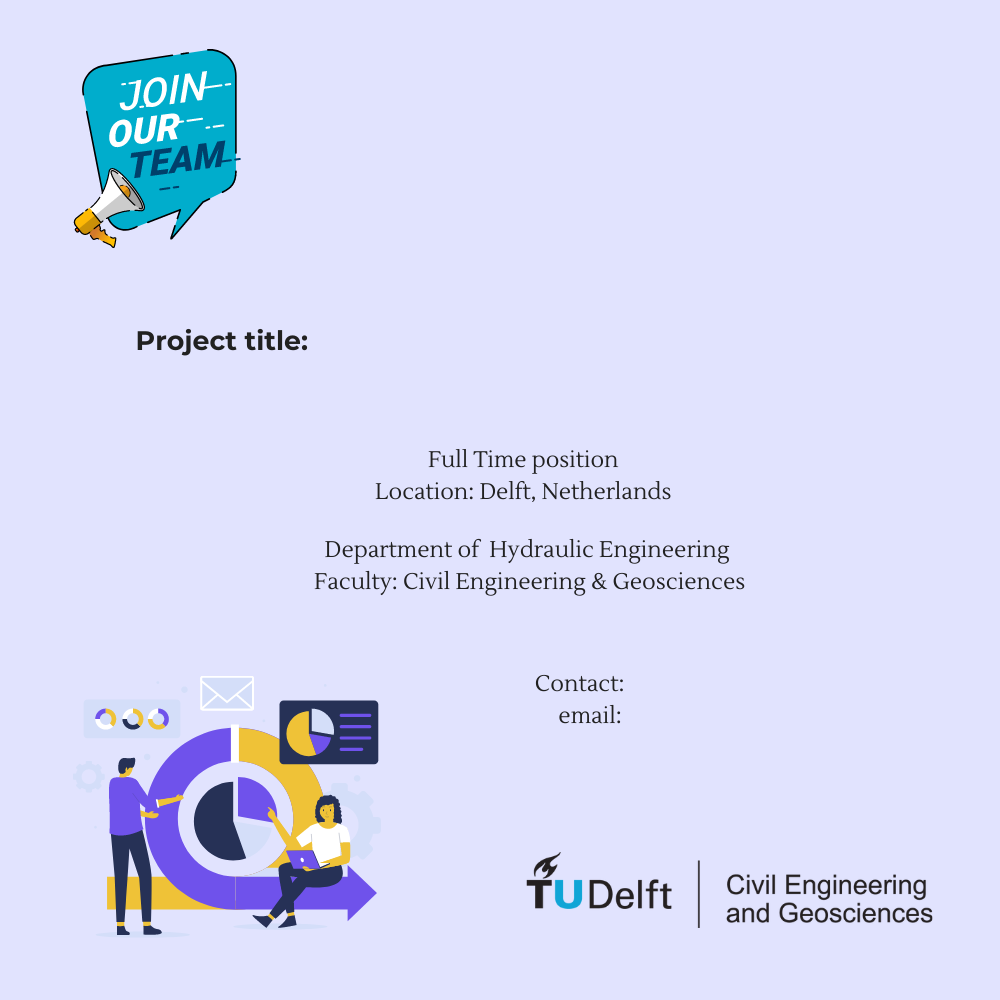 JOIN
OUR
TEAM
Project title:
Full Time position
Location: Delft, Netherlands
Department of Hydraulic Engineering
Faculty: Civil Engineering & Geosciences
Contact:
email:
TUDelft
Civil Engineering
and Geosciences